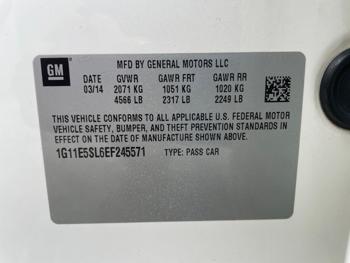 GM
MFD BY GENERAL MOTORS LLC
DATE GVWR GAWR FRT GAWR RR
03/14 2071 KG 1051 KG 1020 KG
4566 LB 2317 LB 2249 LB
THIS VEHICLE CONFORMS TO ALL APPLICABLE U.S. FEDERAL MOTOR
VEHICLE SAFETY, BUMPER, AND THEFT PREVENTION STANDARDS
IN EFFECT ON THE DATE OF MANUFACTURE SHOWN ABOVE.
1G11E5SL6EF245571 TYPE: PASS CAR